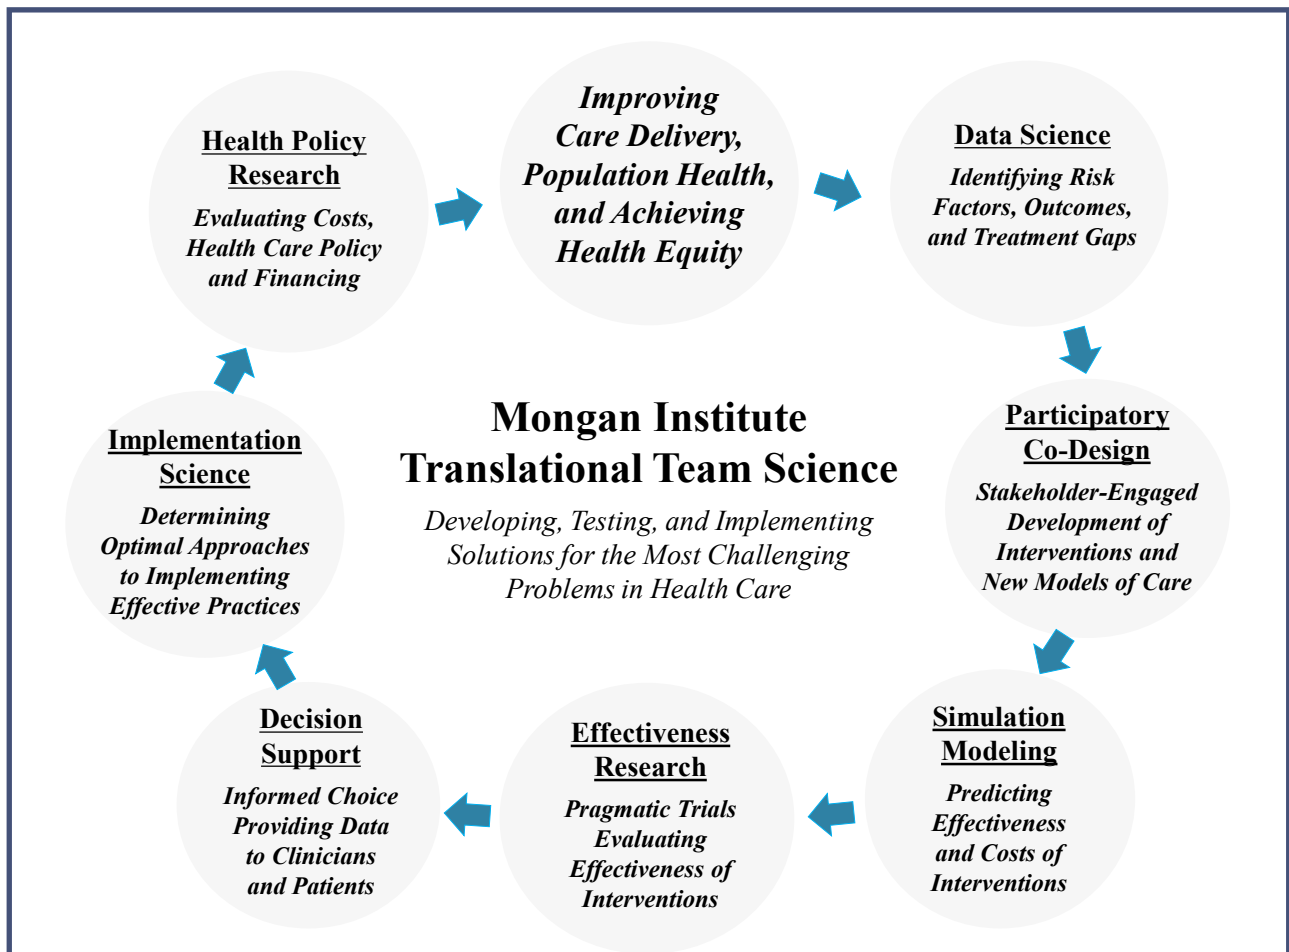 Improving
Care Delivery,
Population Health,
and Achieving
Health Equity
Data Science
Identifying Risk
Factors, Outcomes,
and Treatment Gaps
Participatory
Co-Design
Stakeholder-Engaged
Development of
Interventions and
New Models of Care
Simulation
Modeling
Predicting
Effectiveness
and Costs of
Interventions
Effectiveness
Research
Pragmatic Trials
Evaluating
Effectiveness of
Interventions
Decision
Support
Informed Choice
Providing Data
to Clinicians
and Patients
Implementation
Science
Determining
Optimal Approaches
to Implementing
Effective Practices
Health Policy
Research
Evaluating Costs,
Health Care Policy
and Financing
Mongan Institute
Translational Team Science
Developing, Testing, and Implementing
Solutions for the Most Challenging
Problems in Health Care